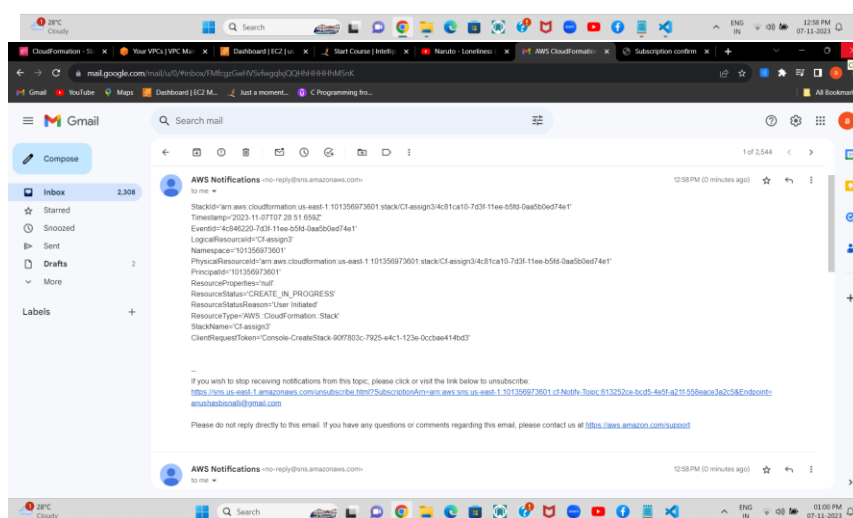 28°C
Cloudy
Search
ENG
IN
12:58 PM
07-11-2023
CloudFormation - St
Your VPCs | VPC Man
Dashboard | EC2 | us
Start Course | Intellip
Naruto - Loneliness
AWS CloudFormatio
Subscription confirm
mail.google.com/mail/u/0/#inbox/FMfcgzGwHVSvfwgqbjQQHhHHHHhMSnK
Gmail
YouTube
Maps
Dashboard | EC2 M...
Just a moment...
C Programming fro...
All Bookmar
Gmail
Search mail
a
Compose
1 of 2,544
Inbox 2,308
Starred
Snoozed
Sent
Drafts 2
More
Labels
AWS Notifications <no-reply@sns.amazonaws.com>
12:58 PM (0 minutes ago)
to me
StackId='arn:aws:cloudformation:us-east-1:101356973601:stack/Cf-assign3/4c81ca10-7d3f-11ee-b5fd-0aa5b0ed74e1'
Timestamp='2023-11-07T07:28:51.659Z'
EventId='4c846220-7d3f-11ee-b5fd-0aa5b0ed74e1'
LogicalResourceId='Cf-assign3'
Namespace='101356973601'
PhysicalResourceId='arn:aws:cloudformation:us-east-1:101356973601:stack/Cf-assign3/4c81ca10-7d3f-11ee-b5fd-0aa5b0ed74e1'
PrincipalId='101356973601'
ResourceProperties='null'
ResourceStatus='CREATE_IN_PROGRESS'
ResourceStatusReason='User Initiated'
ResourceType='AWS::CloudFormation::Stack'
StackName='Cf-assign3'
ClientRequestToken='Console-CreateStack-90f7803c-7925-e4c1-123e-0ccbae414bd3'
--
If you wish to stop receiving notifications from this topic, please click or visit the link below to unsubscribe:
https://sns.us-east-1.amazonaws.com/unsubscribe.html?SubscriptionArn=arn:aws:sns:us-east-1:101356973601:cf-Notify-Toipc:613252ce-bcd5-4e5f-a21f-558eace3a2c5&Endpoint=
anushasbisnalli@gmail.com
Please do not reply directly to this email. If you have any questions or comments regarding this email, please contact us at https://aws.amazon.com/support
AWS Notifications <no-reply@sns.amazonaws.com>
12:58 PM (0 minutes ago)
to me
28°C
Cloudy
Search
ENG
IN
01:00 PM
07-11-2023